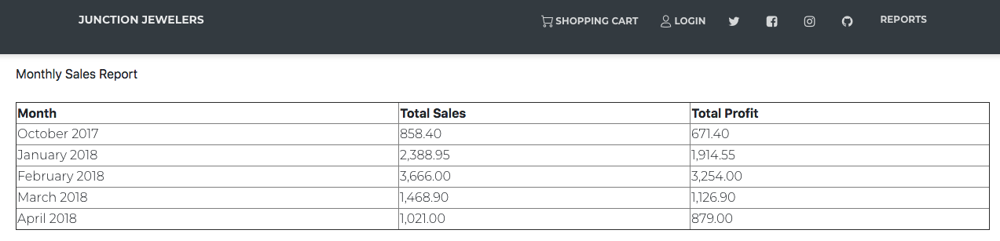 JUNCTION JEWELERS SHOPPING CART LOGIN REPORTS
Monthly Sales Report
Month Total Sales Total Profit
October 2017 858.40 671.40
January 2018 2,388.95 1,914.55
February 2018 3,666.00 3,254.00
March 2018 1,468.90 1,126.90
April 2018 1,021.00 879.00